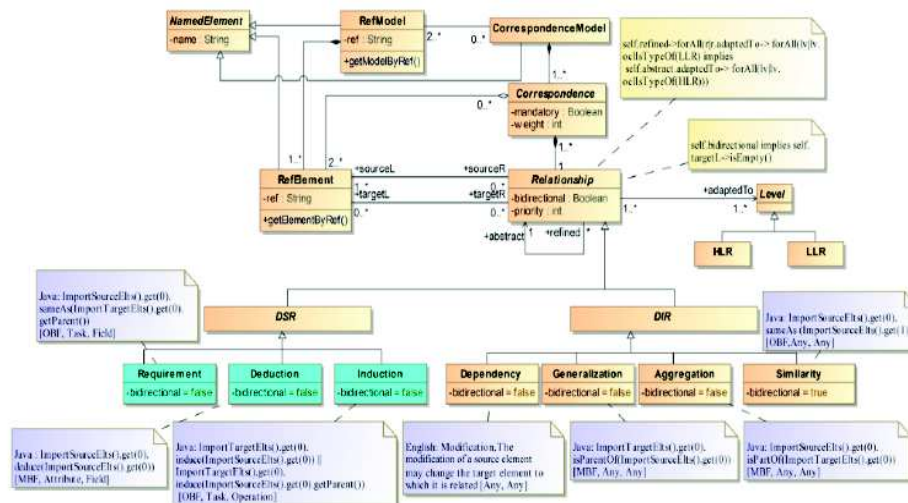 NamedElement
-name : String
RefModel
-ref : String
+getModelByRef()
2..*
0..*
CorrespondenceModel
1..*
Correspondence
-mandatory : Boolean
-weight : int
0..*
1..*
2..*
1..*
1
self.refined->forAll(r|r.adaptedTo-> forAll(lv|lv.
oclIsTypeOf(LLR) implies
self.abstract.adaptedTo-> forAll(lv|lv.
oclIsTypeOf(HLR)))
self.bidirectional implies self.
targetL->isEmpty()
RefElement
-ref : String
+getElementByRef()
+sourceL
+sourceR
1..*
0..*
+targetL
+targetR
0..*
0..*
Relationship
-bidirectional : Boolean
-priority : int
+adaptedTo
1..*
1..*
Level
+abstract
1
+refined
*
HLR
LLR
Java: ImportSourceElts().get(0).
sameAs(ImportTargetElts().get(0).
getParent())
[OBF, Task, Field]
DSR
DIR
Java: ImportSourceElts().get(0).
sameAs (ImportSourceElts().get(1)
[OBF,Any, Any]
Requirement
-bidirectional = false
Deduction
-bidirectional = false
Induction
-bidirectional = false
Dependency
-bidirectional = false
Generalization
-bidirectional = false
Aggregation
-bidirectional = false
Similarity
-bidirectional = true
Java : ImportSourceElts().get(0).
deduce(ImportSourceElts().get(0))
[MBF, Attribute, Field]
Java: ImportTargetElts().get(0).
induce(ImportSourceElts().get(0)) ||
ImportTargetElts().get(0).
induce(ImportSourceElts().get(0).getParent())
[OBF, Task, Operation]
English: Modification,The
modification of a source element
may change the target element to
which it is related [Any, Any].
Java: ImportTargetElts().get(0).
isParentOf(ImportSourceElts().get(0))
[MBF, Any, Any]
Java: ImportSourceElts().get(0).
isPartOf(ImportTargetElts().get(0))
[MBF, Any, Any]